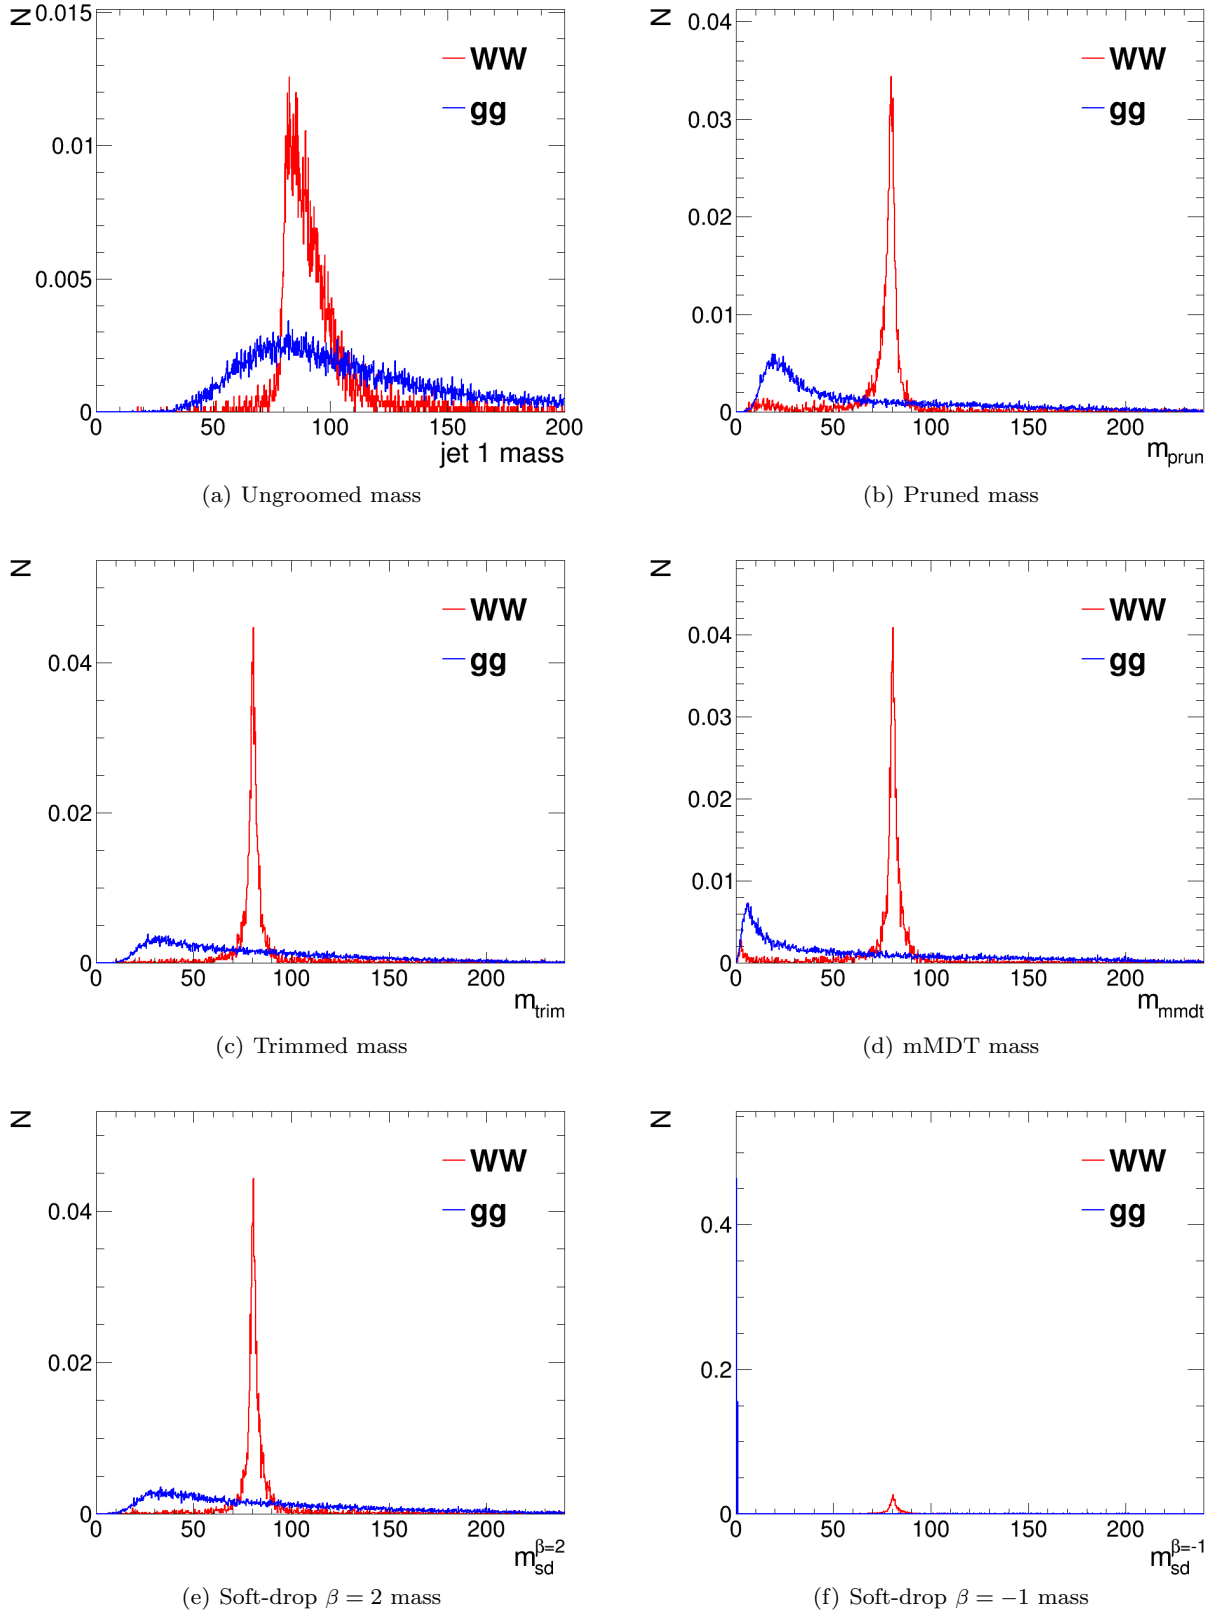 N
0.015
0.01
0.005
0
0 50 100 150 200
jet 1 mass
WW
gg
(a) Ungroomed mass
N
0.04
0.03
0.02
0.01
0
0 50 100 150 200
m_prun
WW
gg
(b) Pruned mass
N
0.04
0.02
0
0 50 100 150 200
m_trim
WW
gg
(c) Trimmed mass
N
0.04
0.03
0.02
0.01
0
0 50 100 150 200
m_mmdt
WW
gg
(d) mMDT mass
N
0.04
0.02
0
0 50 100 150 200
m_sd^β=2
WW
gg
(e) Soft-drop β = 2 mass
N
0.4
0.2
0
0 50 100 150 200
m_sd^β=-1
WW
gg
(f) Soft-drop β = −1 mass